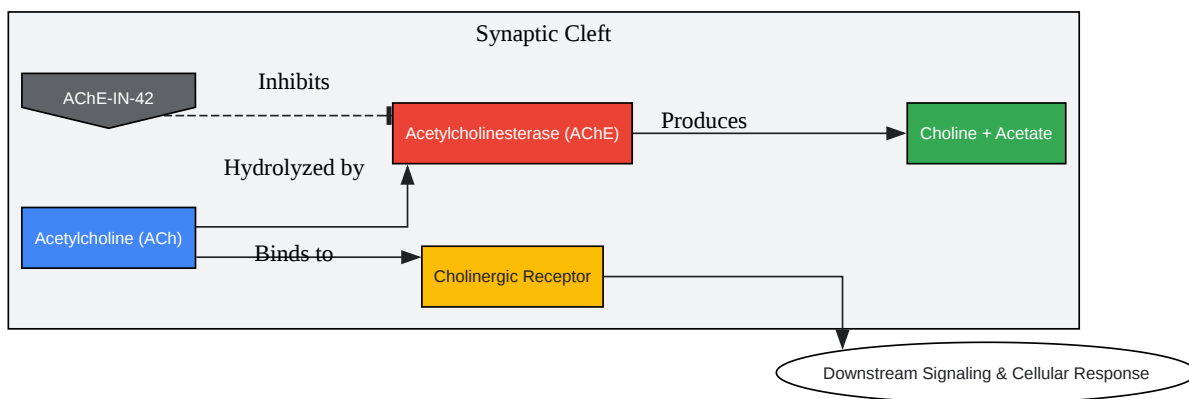 Synaptic Cleft
AChE-IN-42
Inhibits
Acetylcholinesterase (AChE)
Produces
Choline + Acetate
Hydrolyzed by
Acetylcholine (ACh)
Binds to
Cholinergic Receptor
Downstream Signaling & Cellular Response